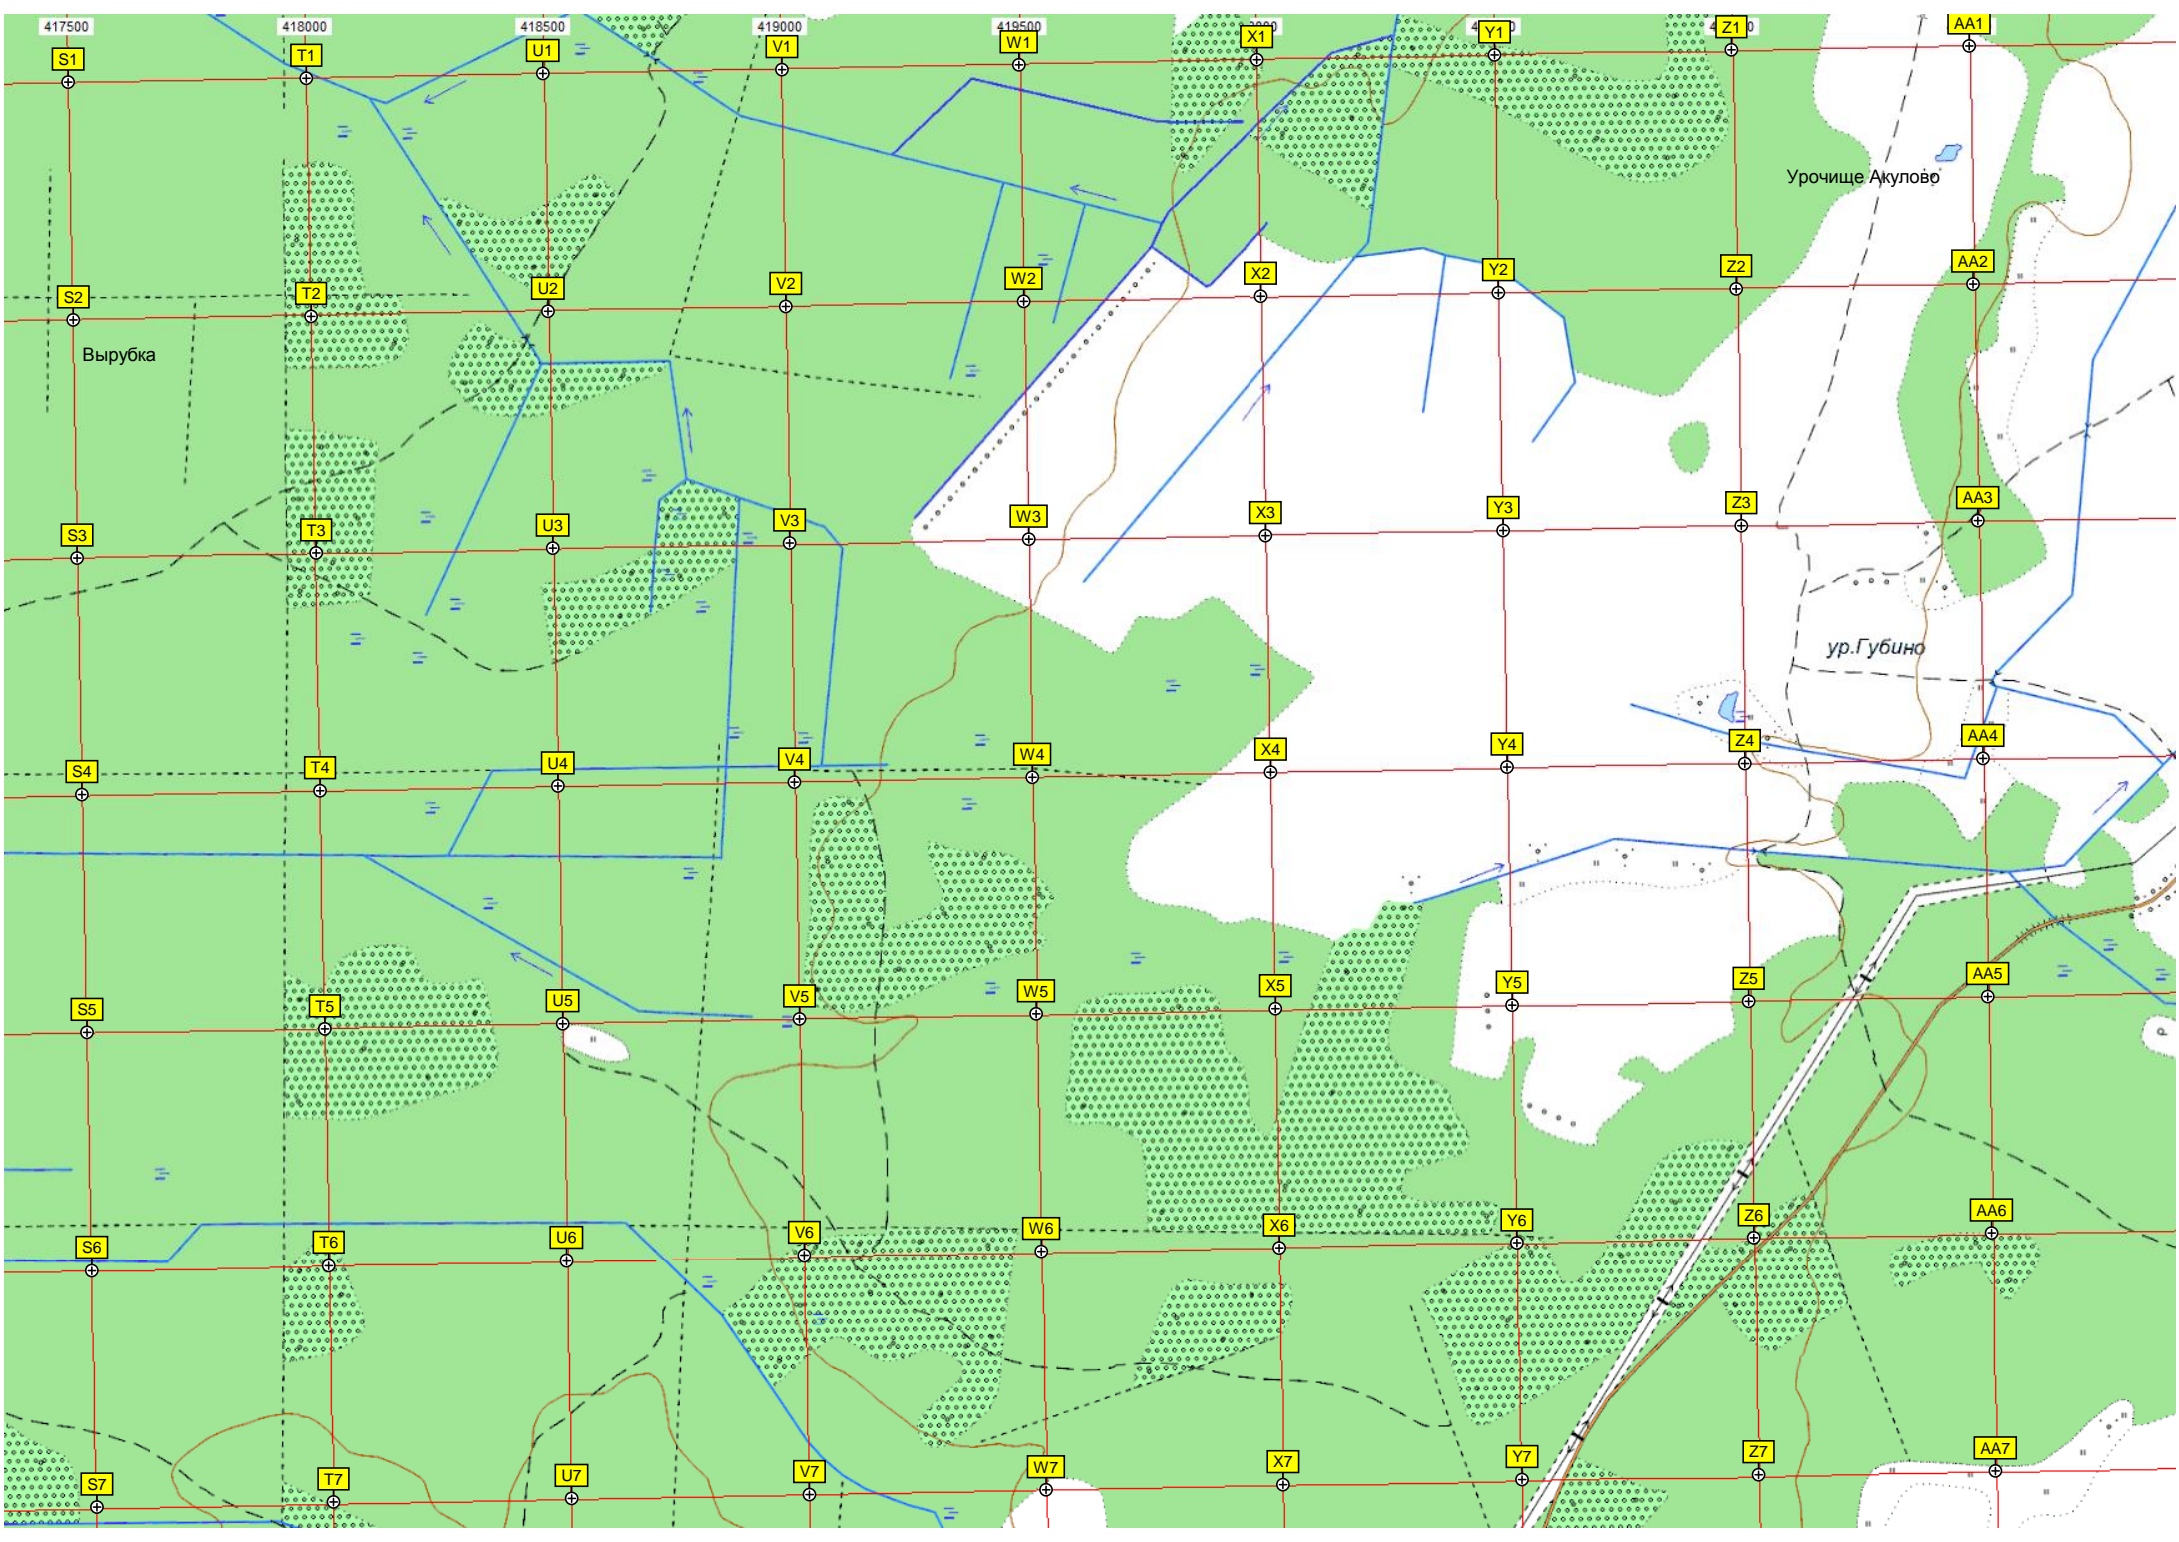 417500 418000 418500 419000 419500
S1 T1 U1 V1 W1 X1 Y1 Z1 AA1
Урочище Акулово
S2 T2 U2 V2 W2 X2 Y2 Z2 AA2
Вырубка
S3 T3 U3 V3 W3 X3 Y3 Z3 AA3
ур.Губино
S4 T4 U4 V4 W4 X4 Y4 Z4 AA4
S5 T5 U5 V5 W5 X5 Y5 Z5 AA5
S6 T6 U6 V6 W6 X6 Y6 Z6 AA6
S7 T7 U7 V7 W7 X7 Y7 Z7 AA7